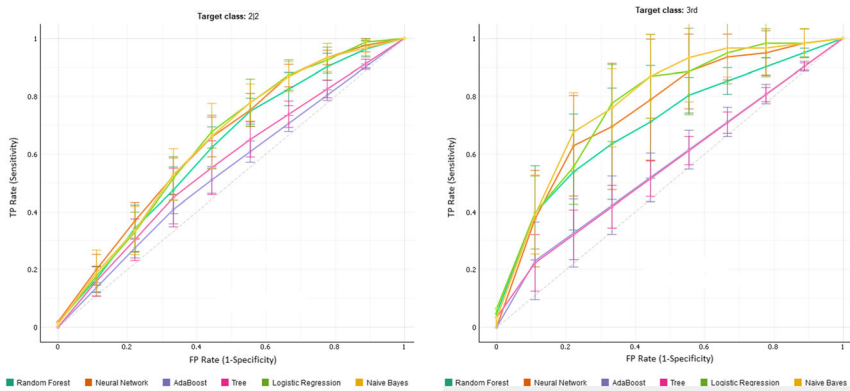 Target class: 2|2
1
0.8
0.6
0.4
0.2
0
TP Rate (Sensitivity)
0 0.2 0.4 0.6 0.8 1
FP Rate (1-Specificity)
Random Forest Neural Network AdaBoost Tree Logistic Regression Naive Bayes
Target class: 3rd
1
0.8
0.6
0.4
0.2
0
TP Rate (Sensitivity)
0 0.2 0.4 0.6 0.8 1
FP Rate (1-Specificity)
Random Forest Neural Network AdaBoost Tree Logistic Regression Naive Bayes